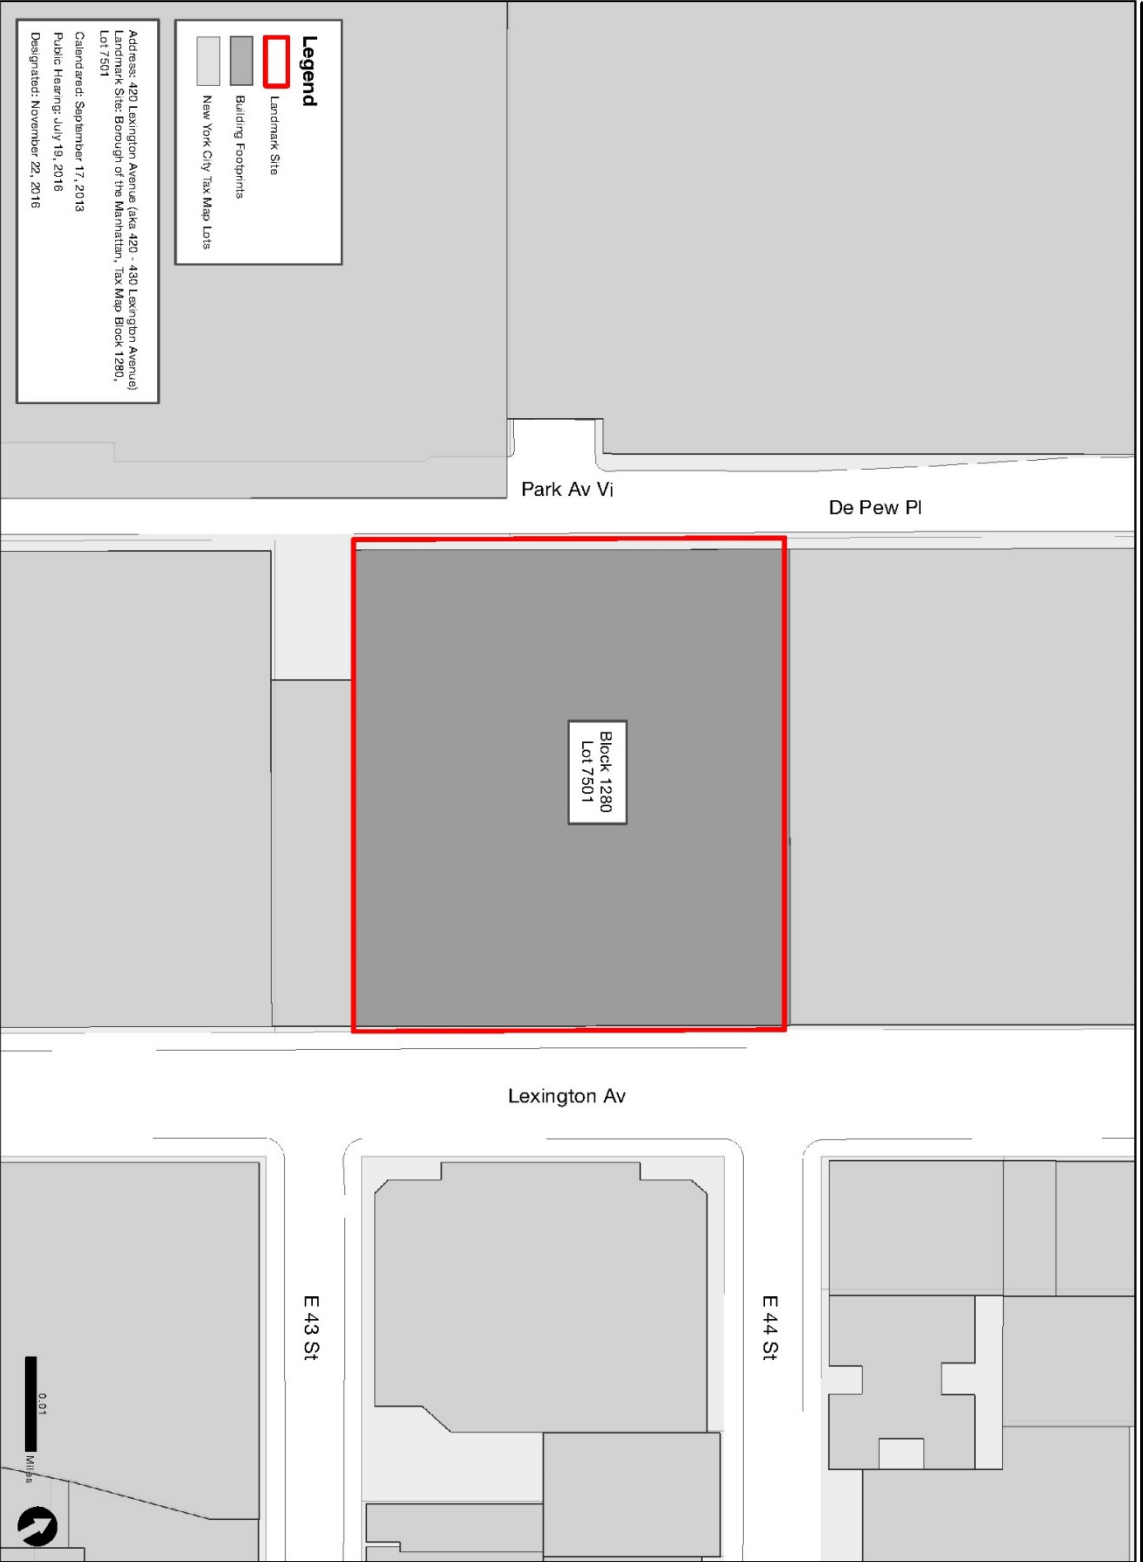 Legend
Landmark Site
Building Footprints
New York City Tax Map Lots
Address: 420 Lexington Avenue (aka 420 - 430 Lexington Avenue)
Landmark Site: Borough of the Manhattan, Tax Map Block 1280,
Lot 7501
Calendared: September 17, 2013
Public Hearing: July 19, 2016
Designated: November 22, 2016
Park Av Vi
De Pew Pl
Block 1280
Lot 7501
Lexington Av
E 43 St
E 44 St
0.01
Miles